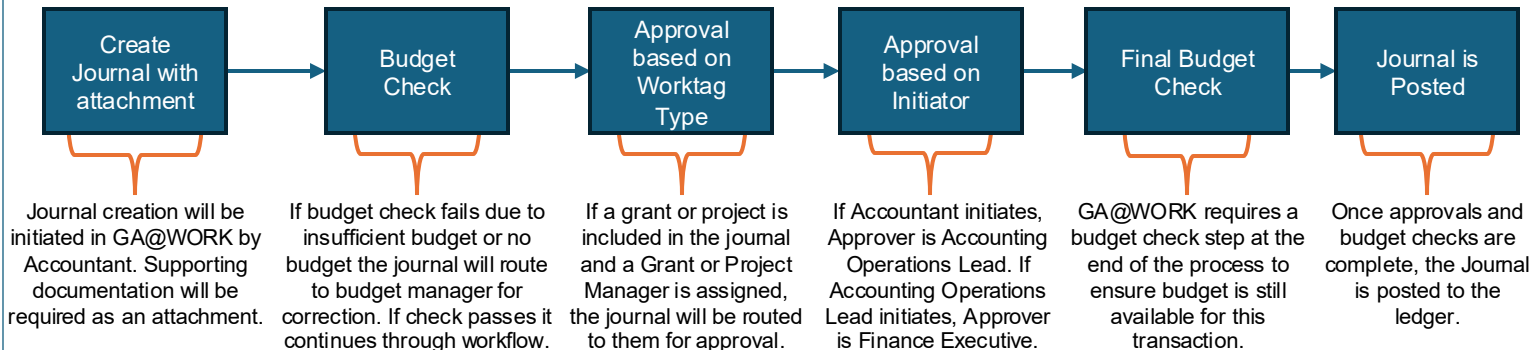 Create
Journal with
attachment
Budget
Check
Approval
based on
Worktag
Type
Approval
based on
Initiator
Final Budget
Check
Journal is
Posted
Journal creation will be
initiated in GA@WORK by
Accountant. Supporting
documentation will be
required as an attachment.
If budget check fails due to
insufficient budget or no
budget the journal will route
to budget manager for
correction. If check passes it
continues through workflow.
If a grant or project is
included in the journal
and a Grant or Project
Manager is assigned,
the journal will be routed
to them for approval.
If Accountant initiates,
Approver is Accounting
Operations Lead. If
Accounting Operations
Lead initiates, Approver
is Finance Executive.
GA@WORK requires a
budget check step at the
end of the process to
ensure budget is still
available for this
transaction.
Once approvals and
budget checks are
complete, the Journal
is posted to the
ledger.